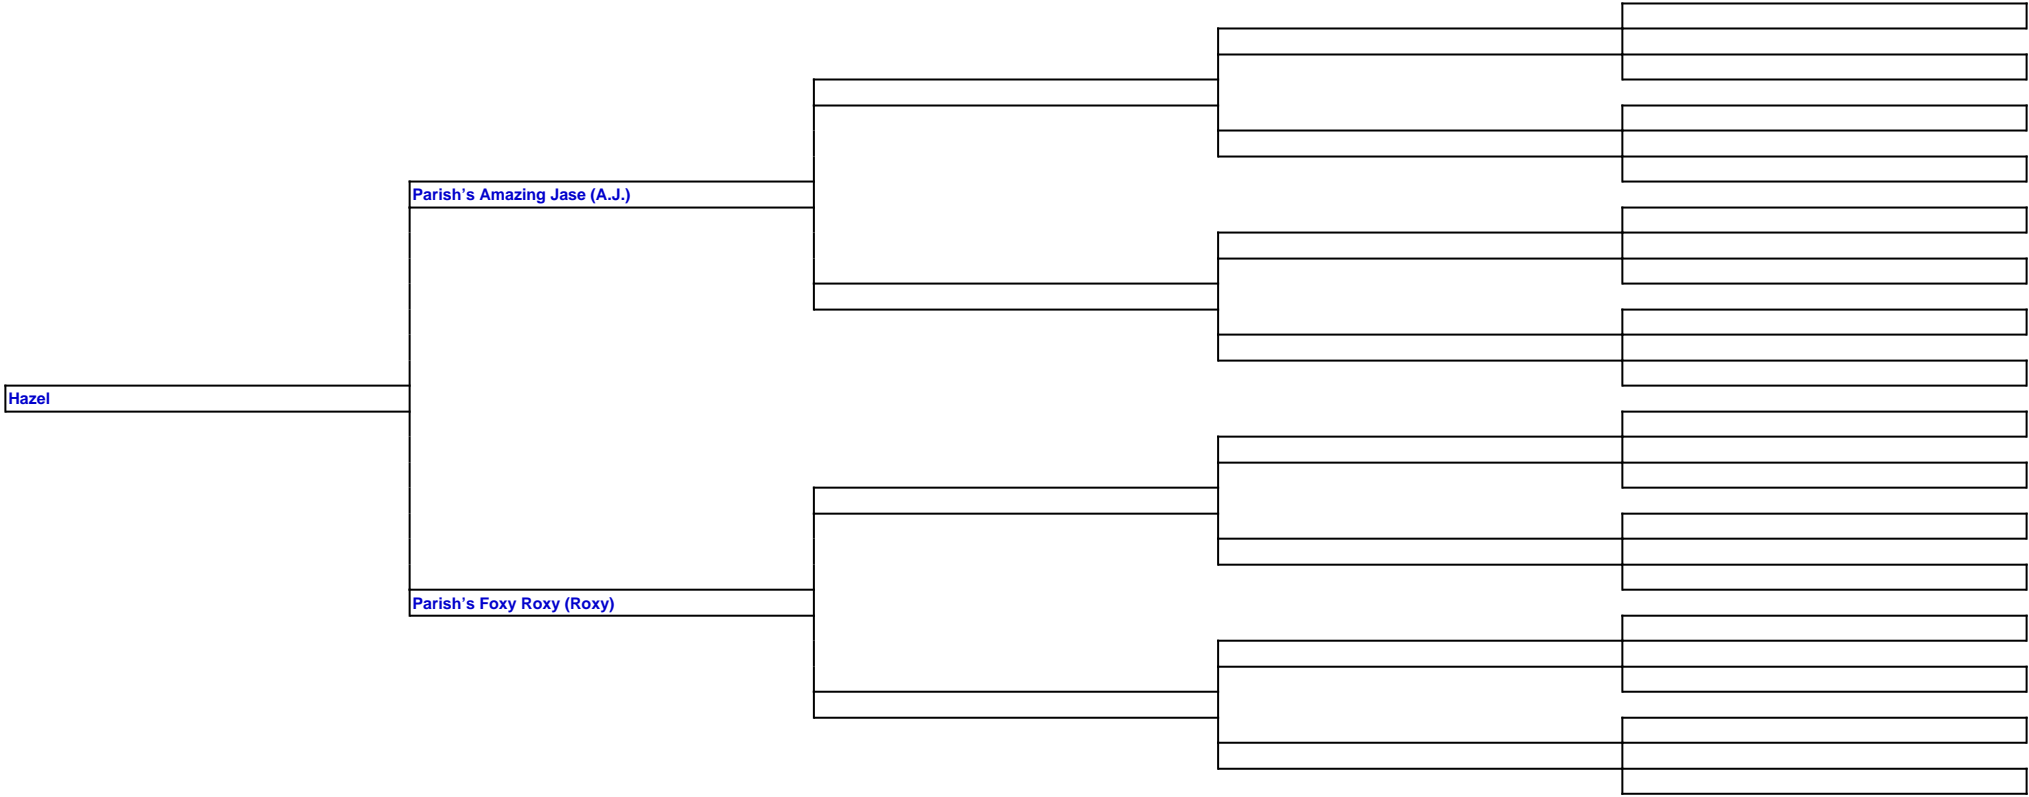 Parish’s Amazing Jase (A.J.)
Hazel
Parish’s Foxy Roxy (Roxy)